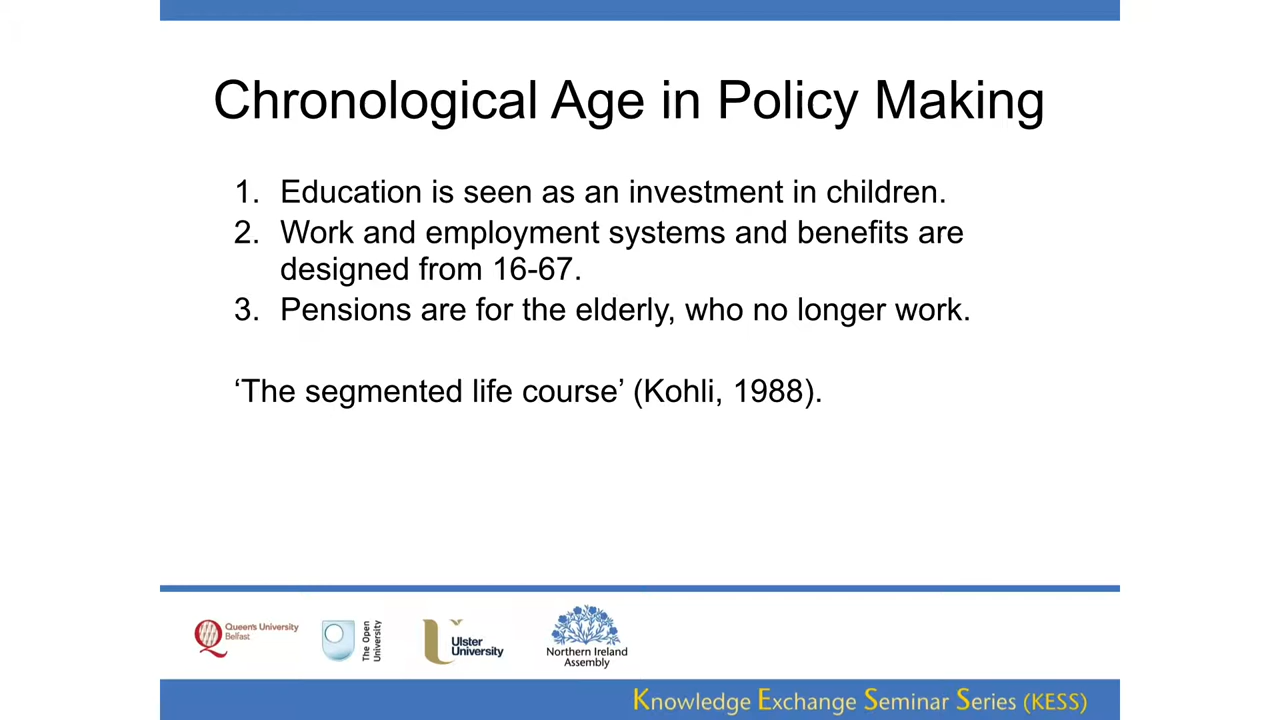 Chronological Age in Policy Making
1. Education is seen as an investment in children.
2. Work and employment systems and benefits are
designed from 16-67.
3. Pensions are for the elderly, who no longer work.
‘The segmented life course’ (Kohli, 1988).
Queen's University
Belfast
The Open
University
Ulster
University
Northern Ireland
Assembly
Knowledge Exchange Seminar Series (KESS)